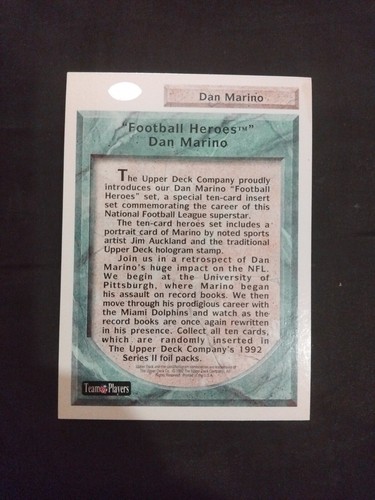 Dan Marino
"Football Heroes™"
Dan Marino
The Upper Deck Company proudly
introduces our Dan Marino "Football
Heroes" set, a special ten-card insert
set commemorating the career of this
National Football League superstar.
The ten-card heroes set includes a
portrait card of Marino by noted sports
artist Jim Auckland and the traditional
Upper Deck hologram stamp.
Join us in a retrospect of Dan
Marino's huge impact on the NFL.
We begin at the University of
Pittsburgh, where Marino began
his assault on record books. We then
move through his prodigious career with
the Miami Dolphins and watch as the
record books are once again rewritten
in his presence. Collect all ten cards,
which are randomly inserted in
The Upper Deck Company's 1992
Series II foil packs.
Team Players